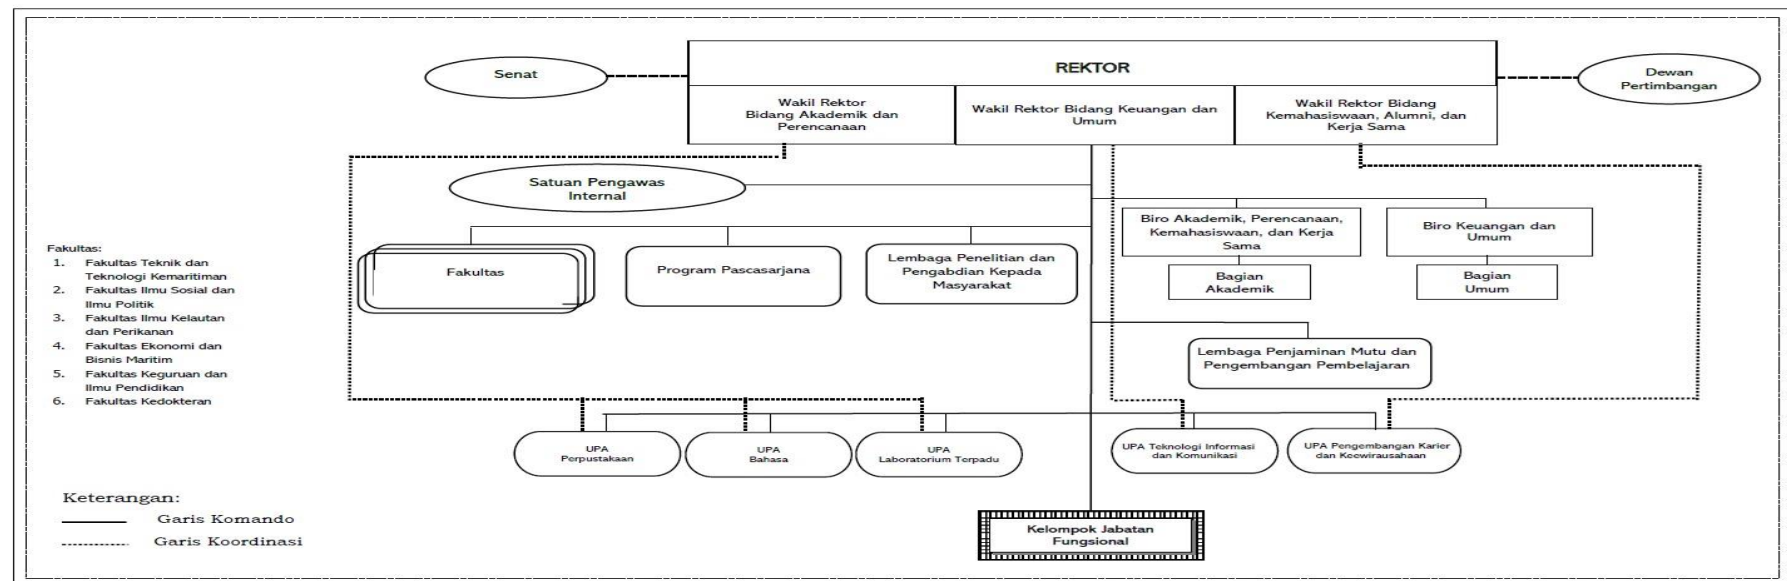 REKTOR
Senat
Dewan
Pertimbangan
Wakil Rektor
Bidang Akademik dan
Perencanaan
Wakil Rektor Bidang Keuangan dan
Umum
Wakil Rektor Bidang
Kemahasiswaan, Alumni, dan
Kerja Sama
Satuan Pengawas
Internal
Biro Akademik, Perencanaan,
Kemahasiswaan, dan Kerja
Sama
Biro Keuangan dan
Umum
Bagian
Akademik
Bagian
Umum
Fakultas
Program Pascasarjana
Lembaga Penelitian dan
Pengabdian Kepada
Masyarakat
Fakultas:
1. Fakultas Teknik dan
Teknologi Kemaritiman
2. Fakultas Ilmu Sosial dan
Ilmu Politik
3. Fakultas Ilmu Kelautan
dan Perikanan
4. Fakultas Ekonomi dan
Bisnis Maritim
5. Fakultas Keguruan dan
Ilmu Pendidikan
6. Fakultas Kedokteran
Lembaga Penjaminan Mutu dan
Pengembangan Pembelajaran
UPA
Perpustakaan
UPA
Bahasa
UPA
Laboratorium Terpadu
UPA Teknologi Informasi
dan Komunikasi
UPA Pengembangan Karier
dan Keewirausahaan
Keterangan:
Garis Komando
Garis Koordinasi
Kelompok Jabatan
Fungsional